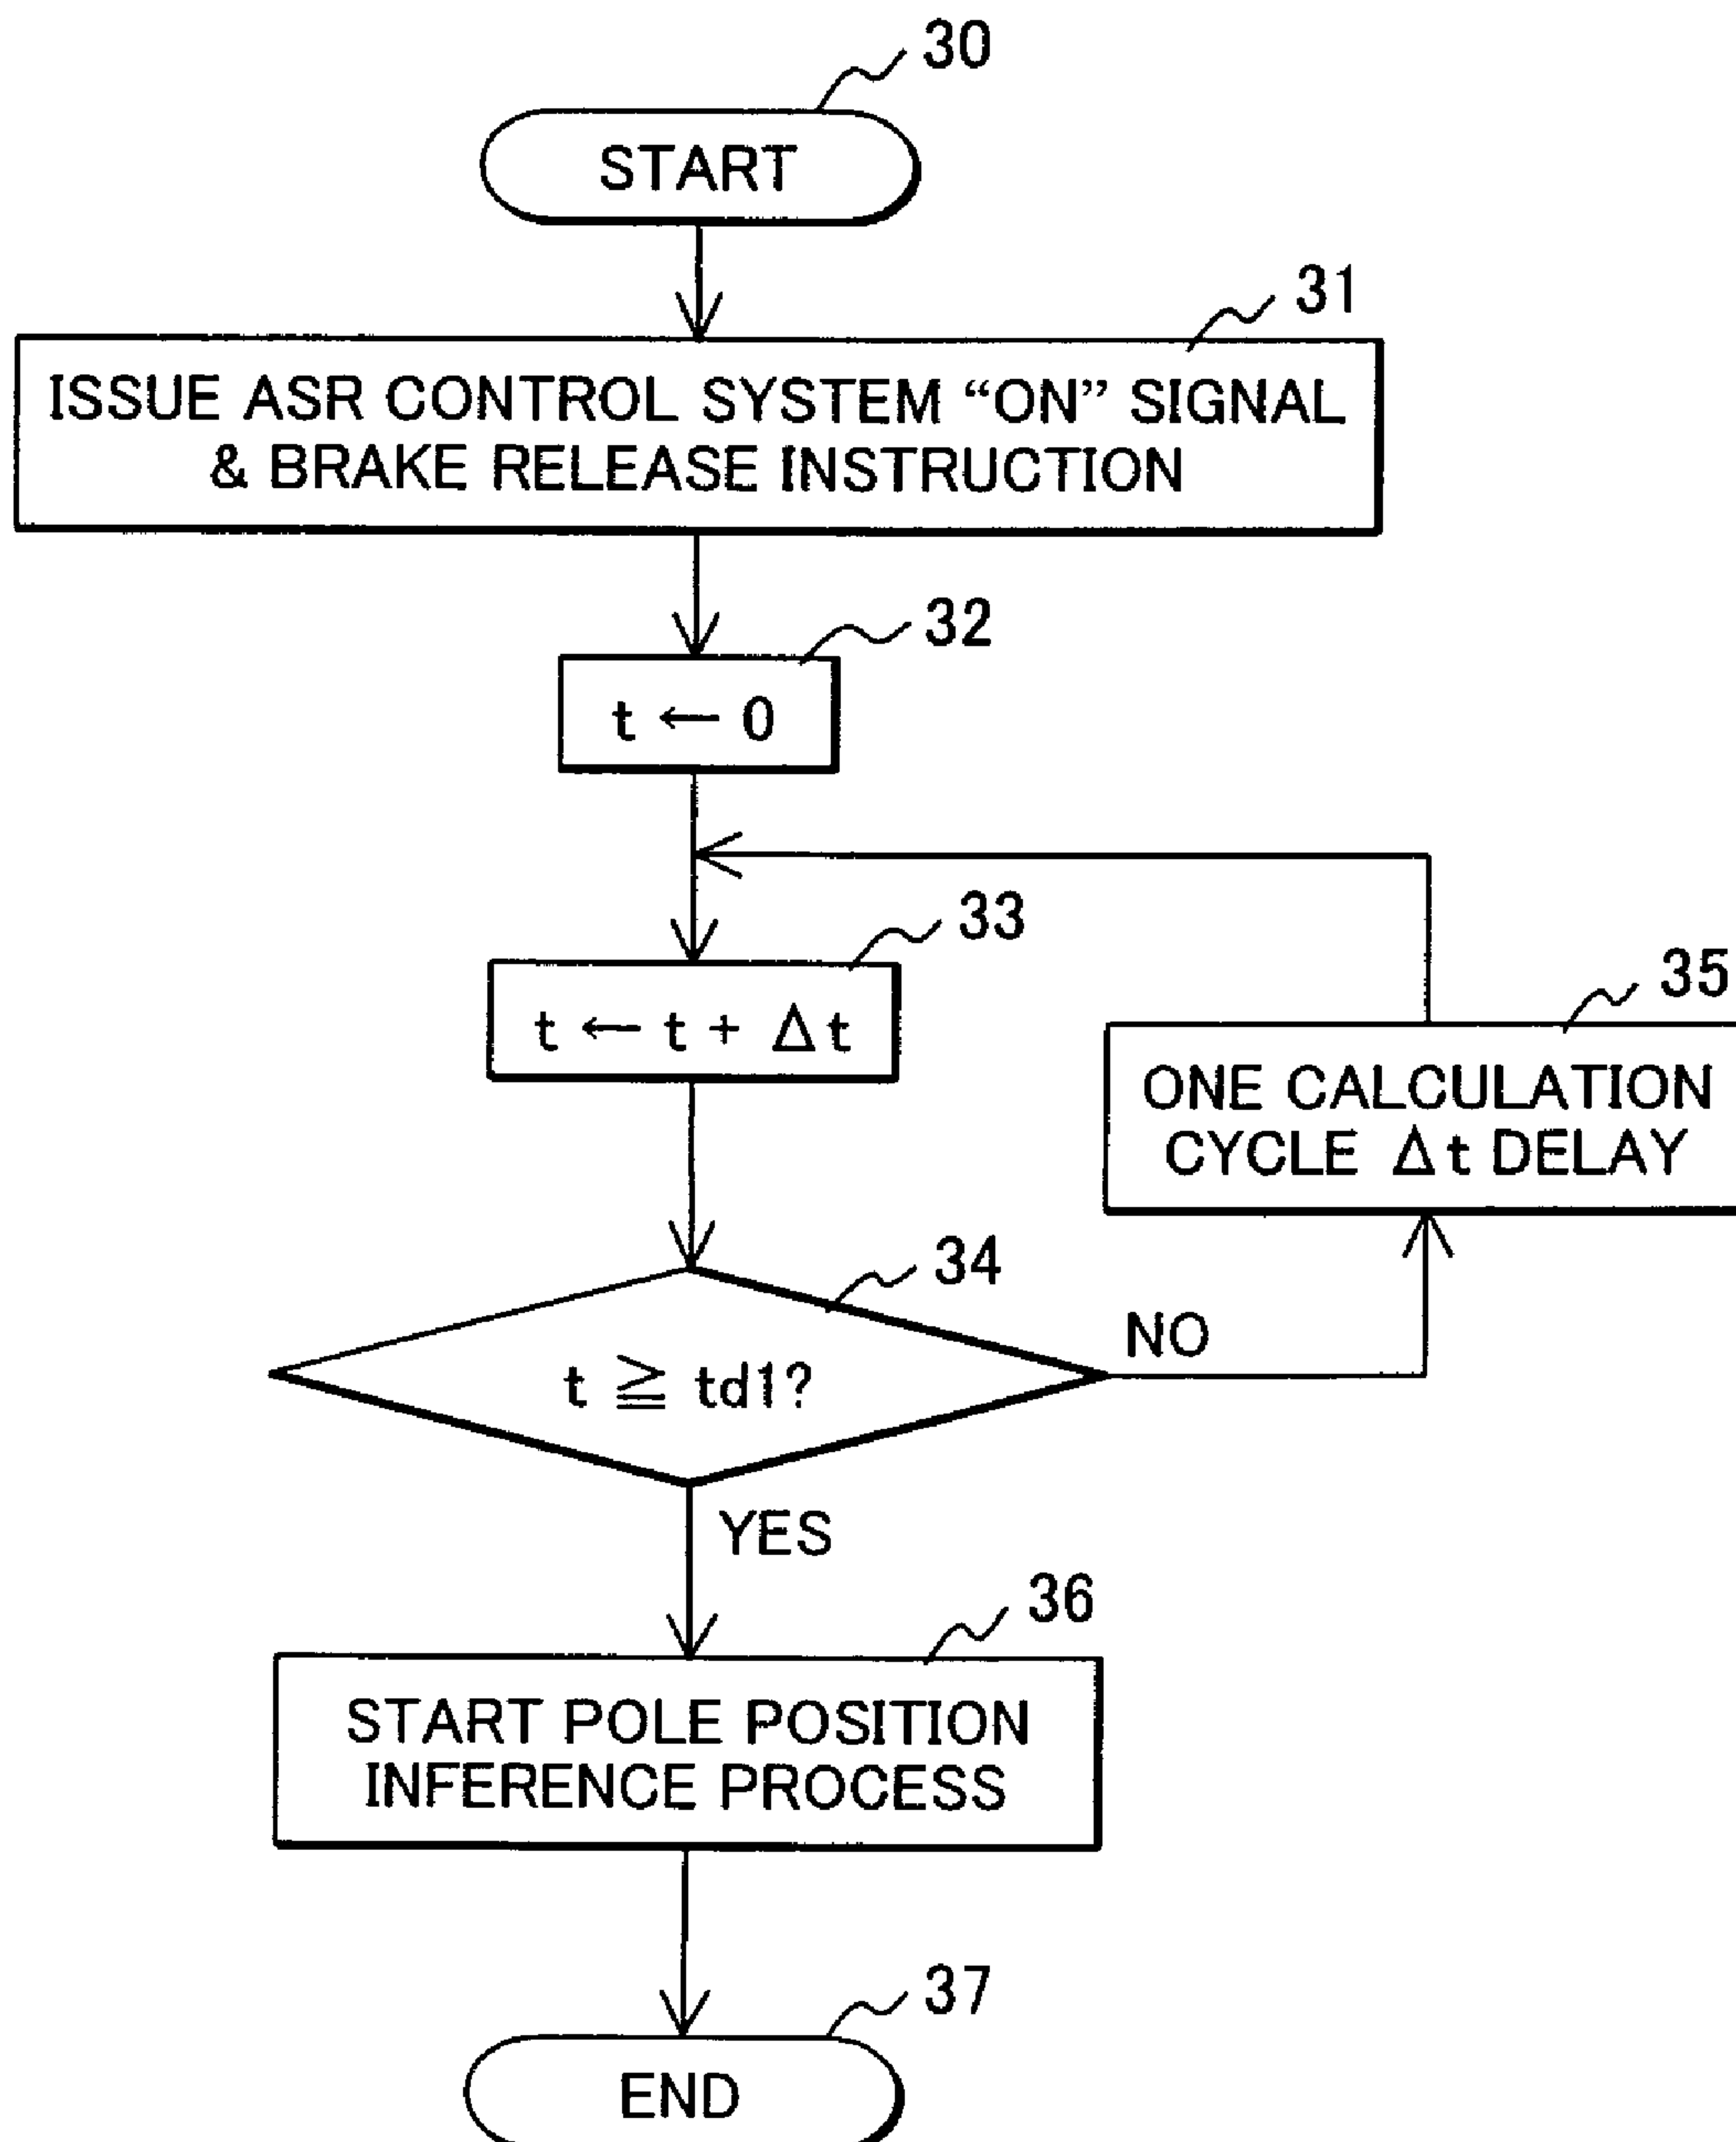 30
START
31
ISSUE ASR CONTROL SYSTEM “ON” SIGNAL
& BRAKE RELEASE INSTRUCTION
32
t ← 0
33
t ← t + Δt
35
ONE CALCULATION
CYCLE Δt DELAY
34
t ≧ td1?
NO
YES
36
START POLE POSITION
INFERENCE PROCESS
37
END